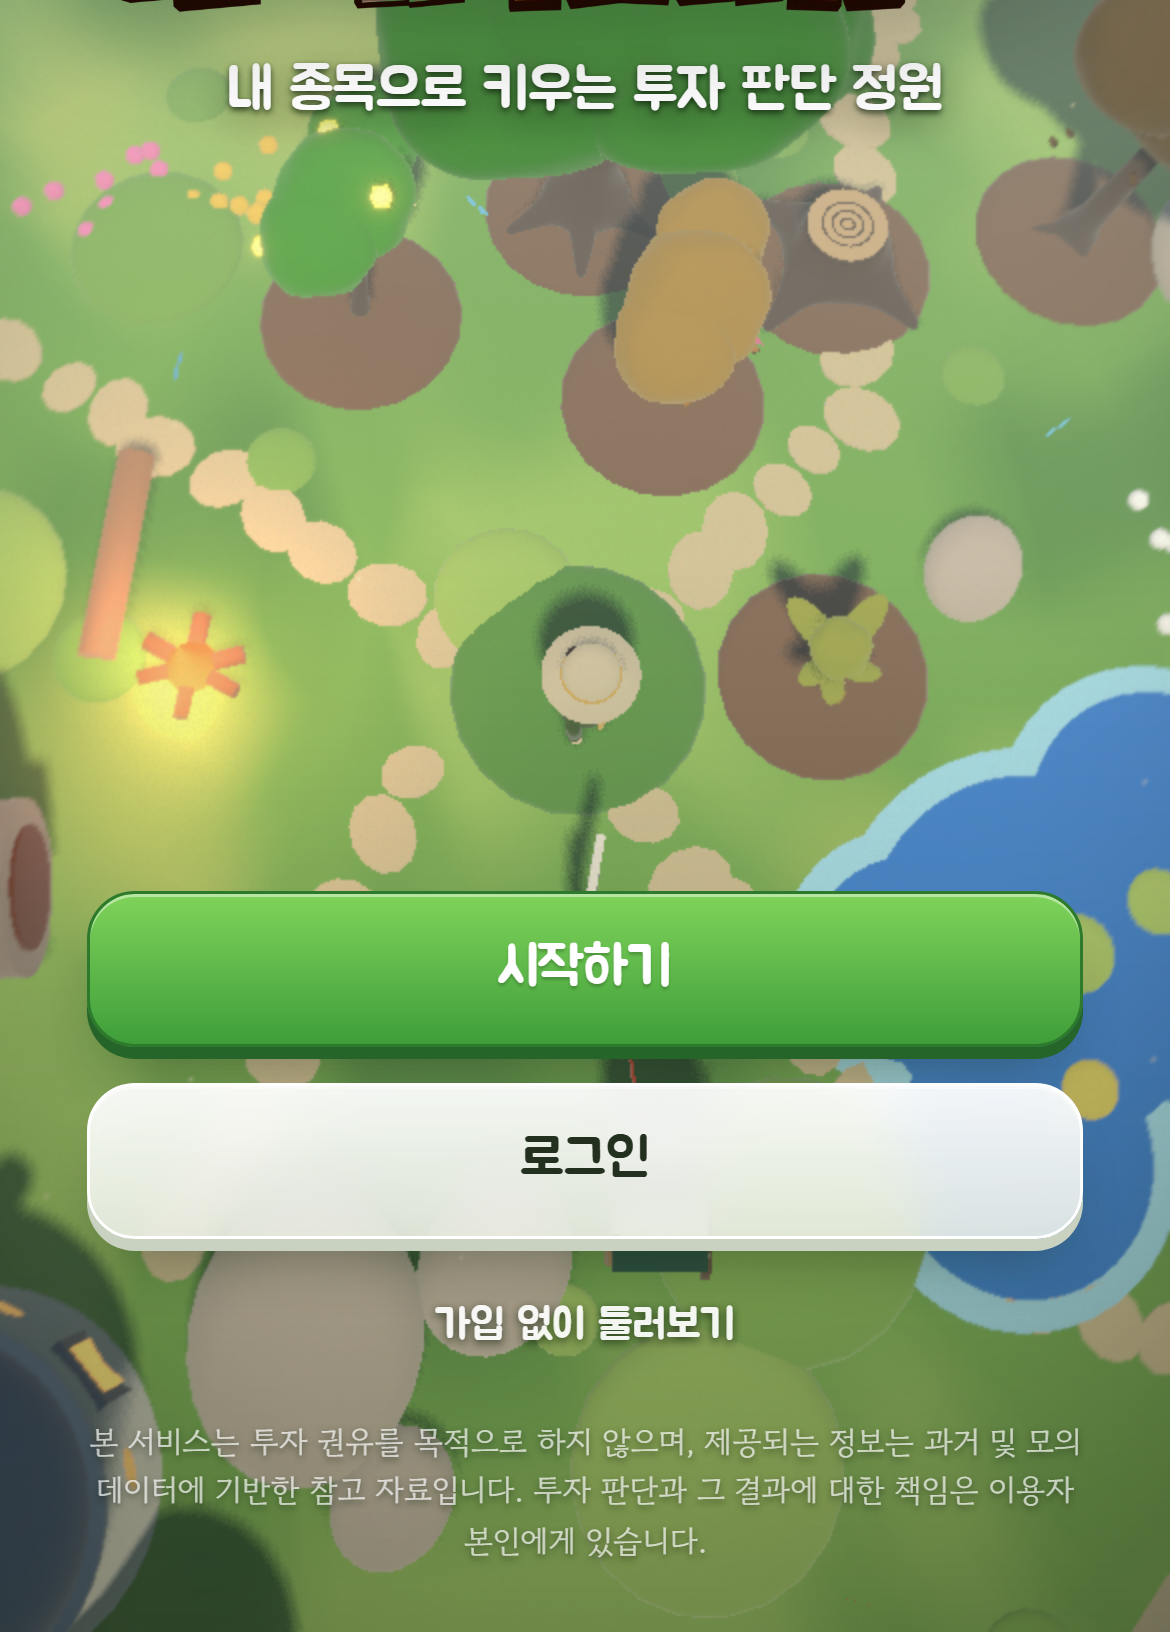 내 종목으로 키우는 투자 판단 정원
시작하기
로그인
가입 없이 둘러보기
본 서비스는 투자 권유를 목적으로 하지 않으며, 제공되는 정보는 과거 및 모의
데이터에 기반한 참고 자료입니다. 투자 판단과 그 결과에 대한 책임은 이용자
본인에게 있습니다.